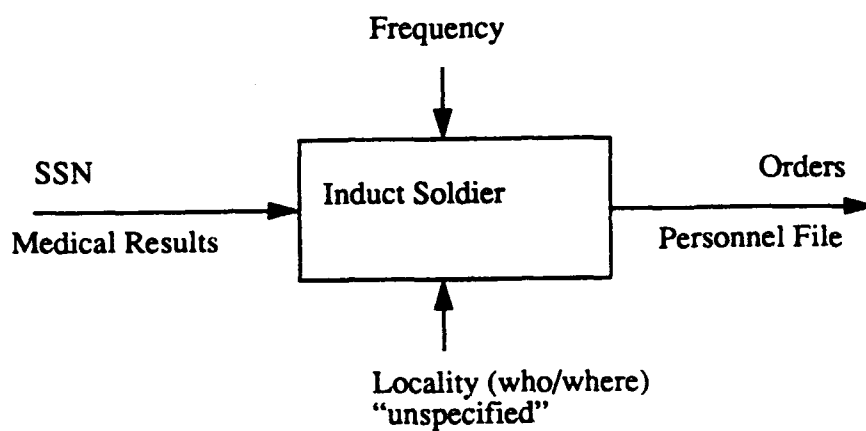 Frequency
SSN
Medical Results
Induct Soldier
Orders
Personnel File
Locality (who/where)
“unspecified”